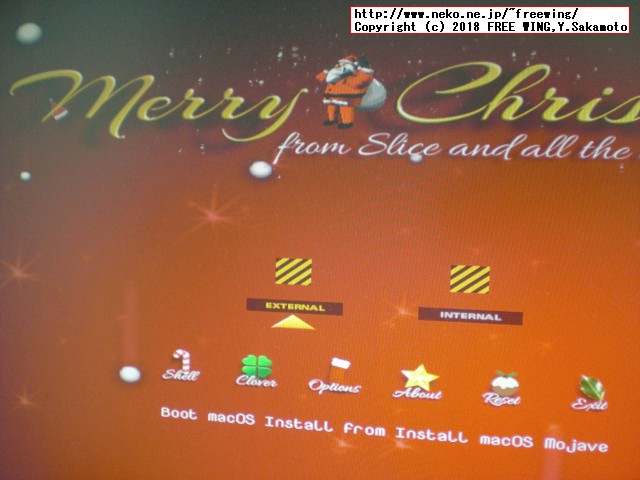 http://www.neko.ne.jp/~freewing/
Copyright (c) 2018 FREE WING,Y.Sakamoto
Merry Chris
from Slice and all the
EXTERNAL
INTERNAL
Shell
Clover
Options
About
Reset
Exit
Boot macOS Install from Install macOS Mojave